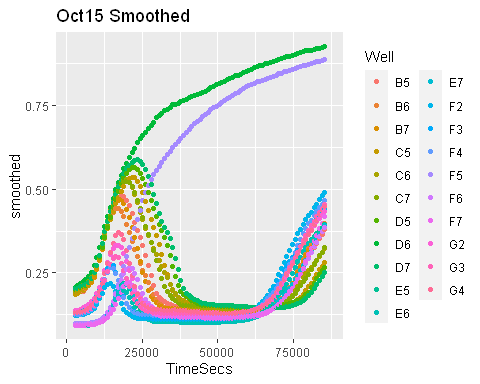 Oct15 Smoothed
smoothed
0.75
0.50
0.25
0
25000
50000
75000
TimeSecs
Well
B5
B6
B7
C5
C6
C7
D5
D6
D7
E5
E6
E7
F2
F3
F4
F5
F6
F7
G2
G3
G4